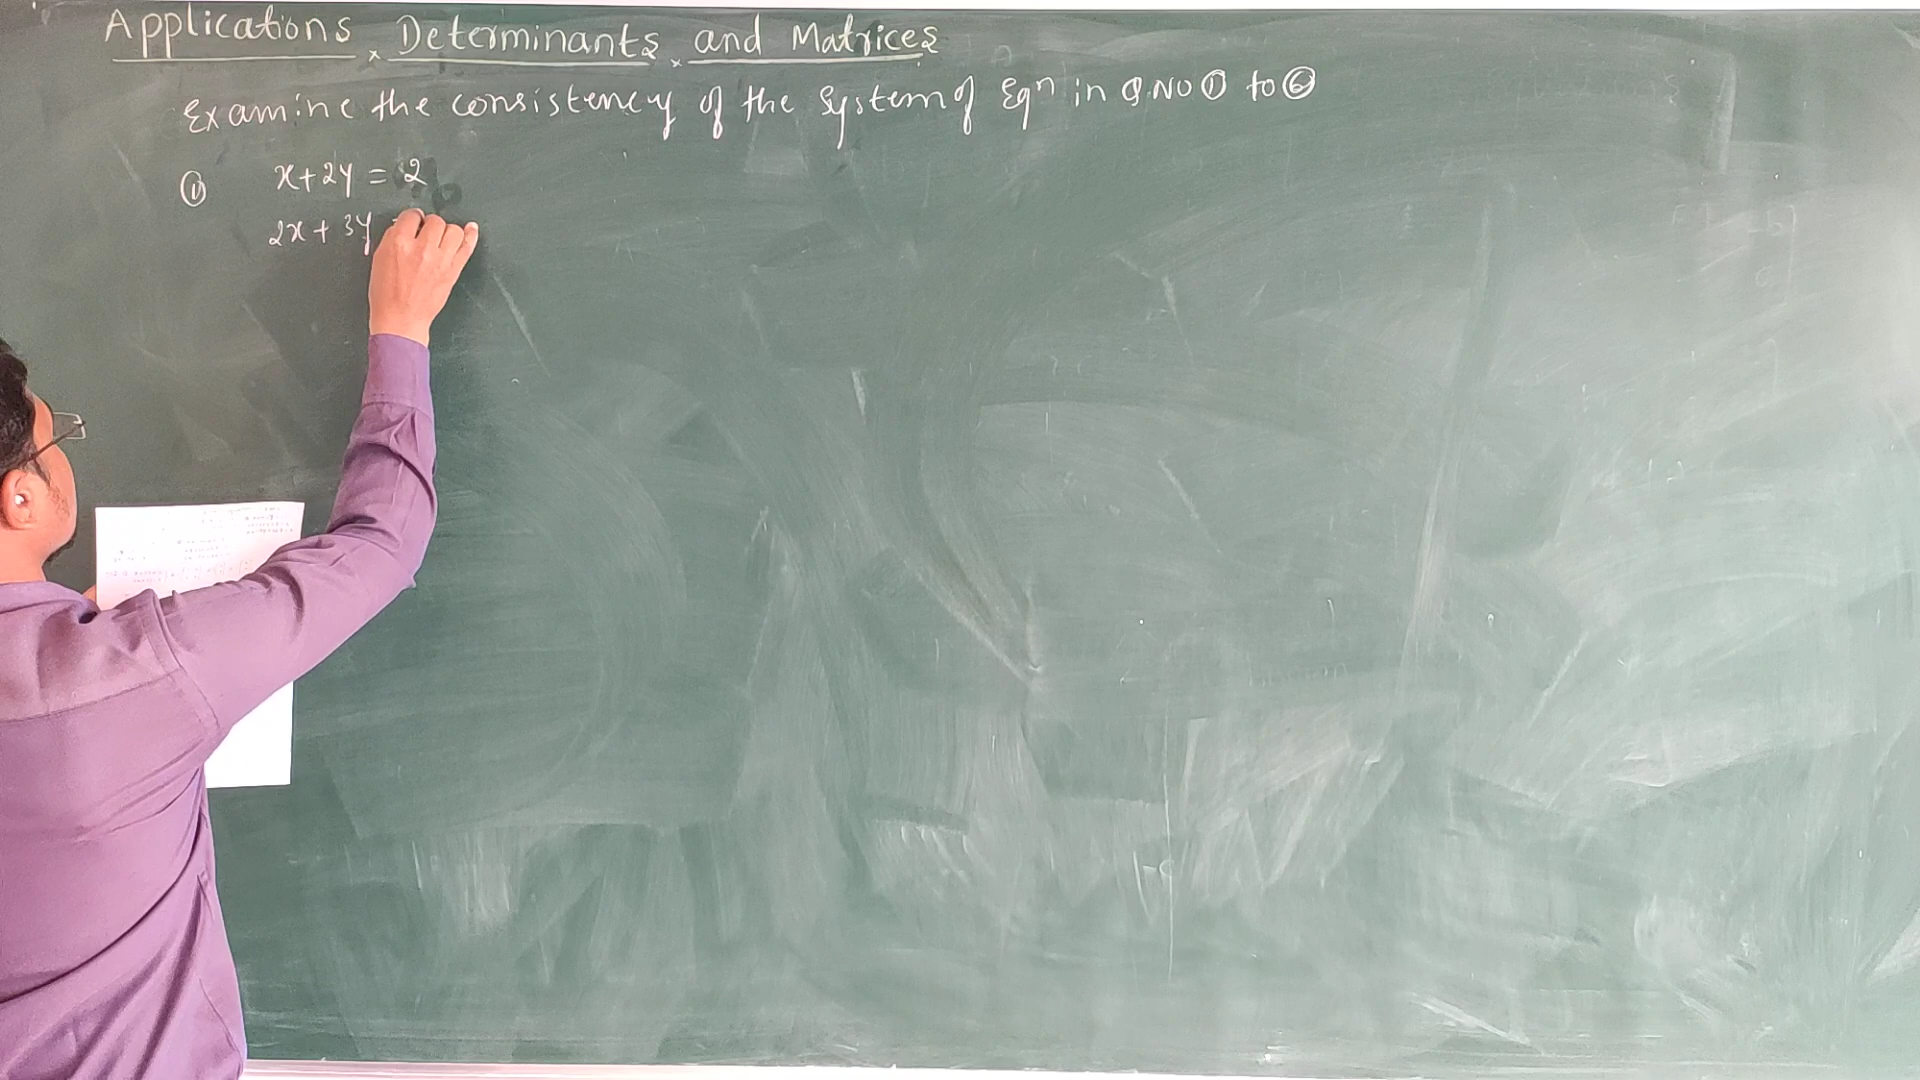 Applications Determinants and Matrices
Examine the consistency of the System of Eqn in Q.NO ① to ⑥
① x+2y = 2
2x + 3y